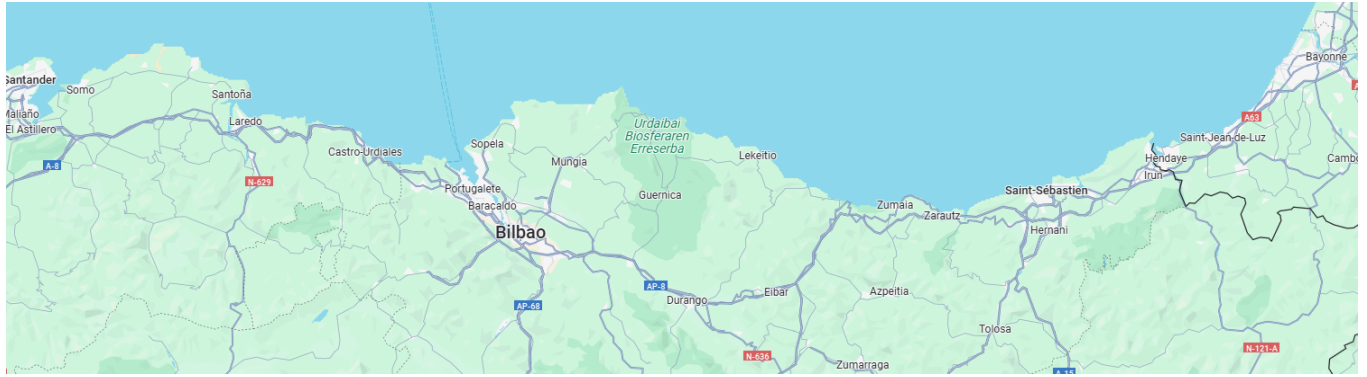 Santander
Somo
Maliaño
El Astillero
A-8
Santoña
Laredo
N-629
Castro-Urdiales
Sopela
Portugalete
Baracaldo
Bilbao
AP-68
Mungia
Urdaibai
Biosferaren
Erreserba
Guernica
AP-8
Durango
Lekeitio
Eibar
N-636
Zumaia
Zarautz
Azpeitia
Zumarraga
Saint-Sébastien
Hernani
Tolosa
A-15
Hendaye
Irun
Saint-Jean-de-Luz
A63
Bayonne
N-121-A